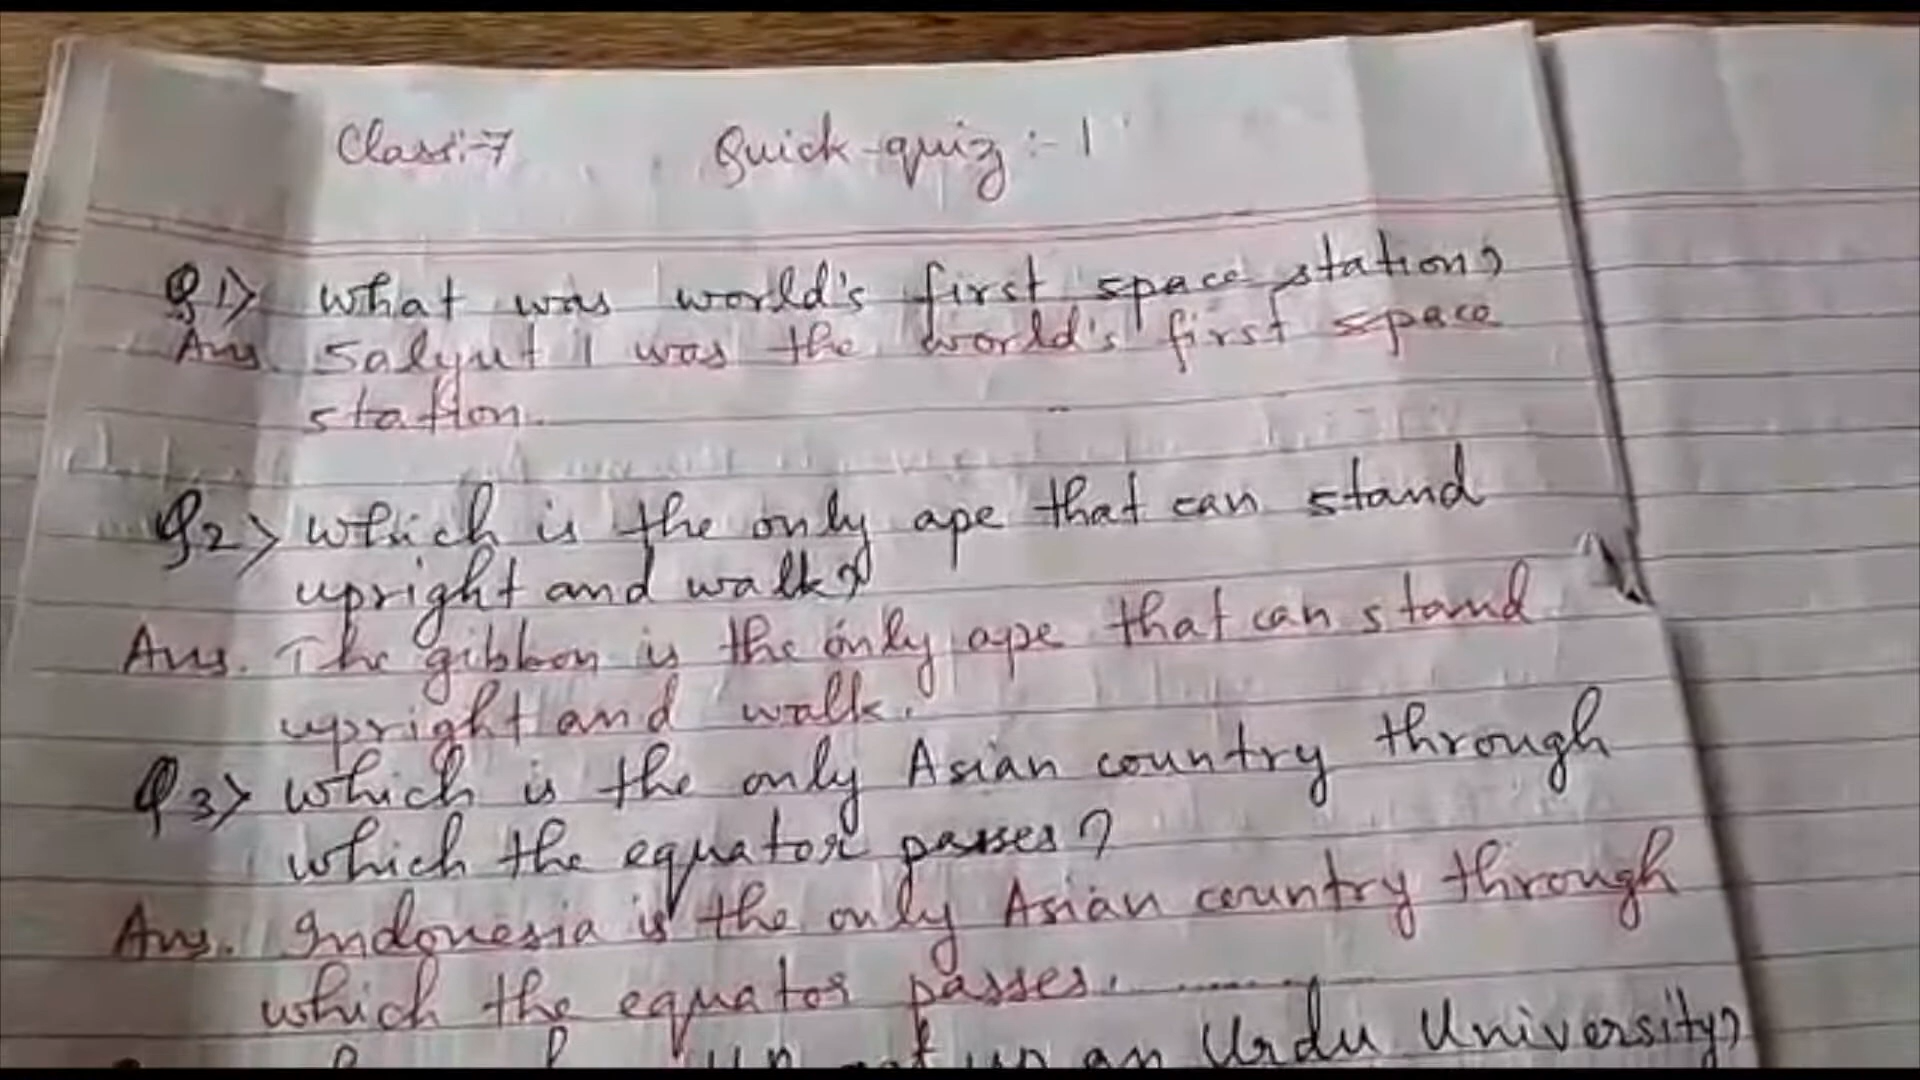 Class:-7 Quick-quiz:-1
Q1> What was world's first space station?
Ans. Salyut 1 was the world's first space
station.
Q2> Which is the only ape that can stand
upright and walk?
Ans. The gibbon is the only ape that can stand
upright and walk.
Q3> Which is the only Asian country through
which the equator passes?
Ans. Indonesia is the only Asian country through
which the equator passes.
set up an Urdu University?